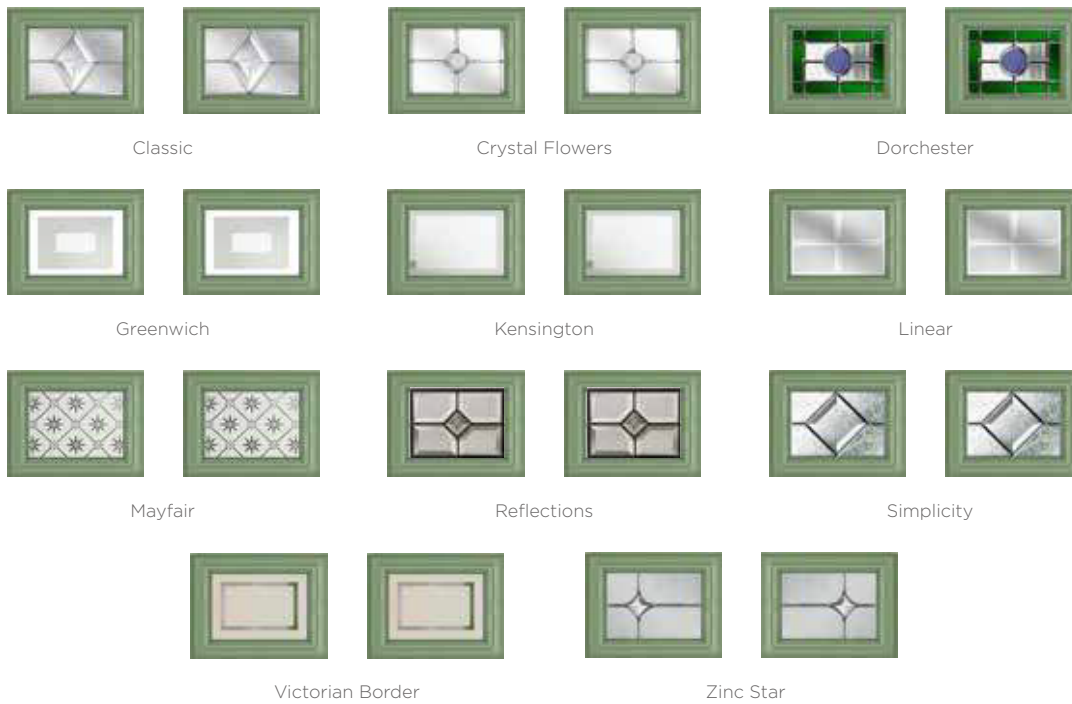 Classic
Crystal Flowers
Dorchester
Greenwich
Kensington
Linear
Mayfair
Reflections
Simplicity
Victorian Border
Zinc Star